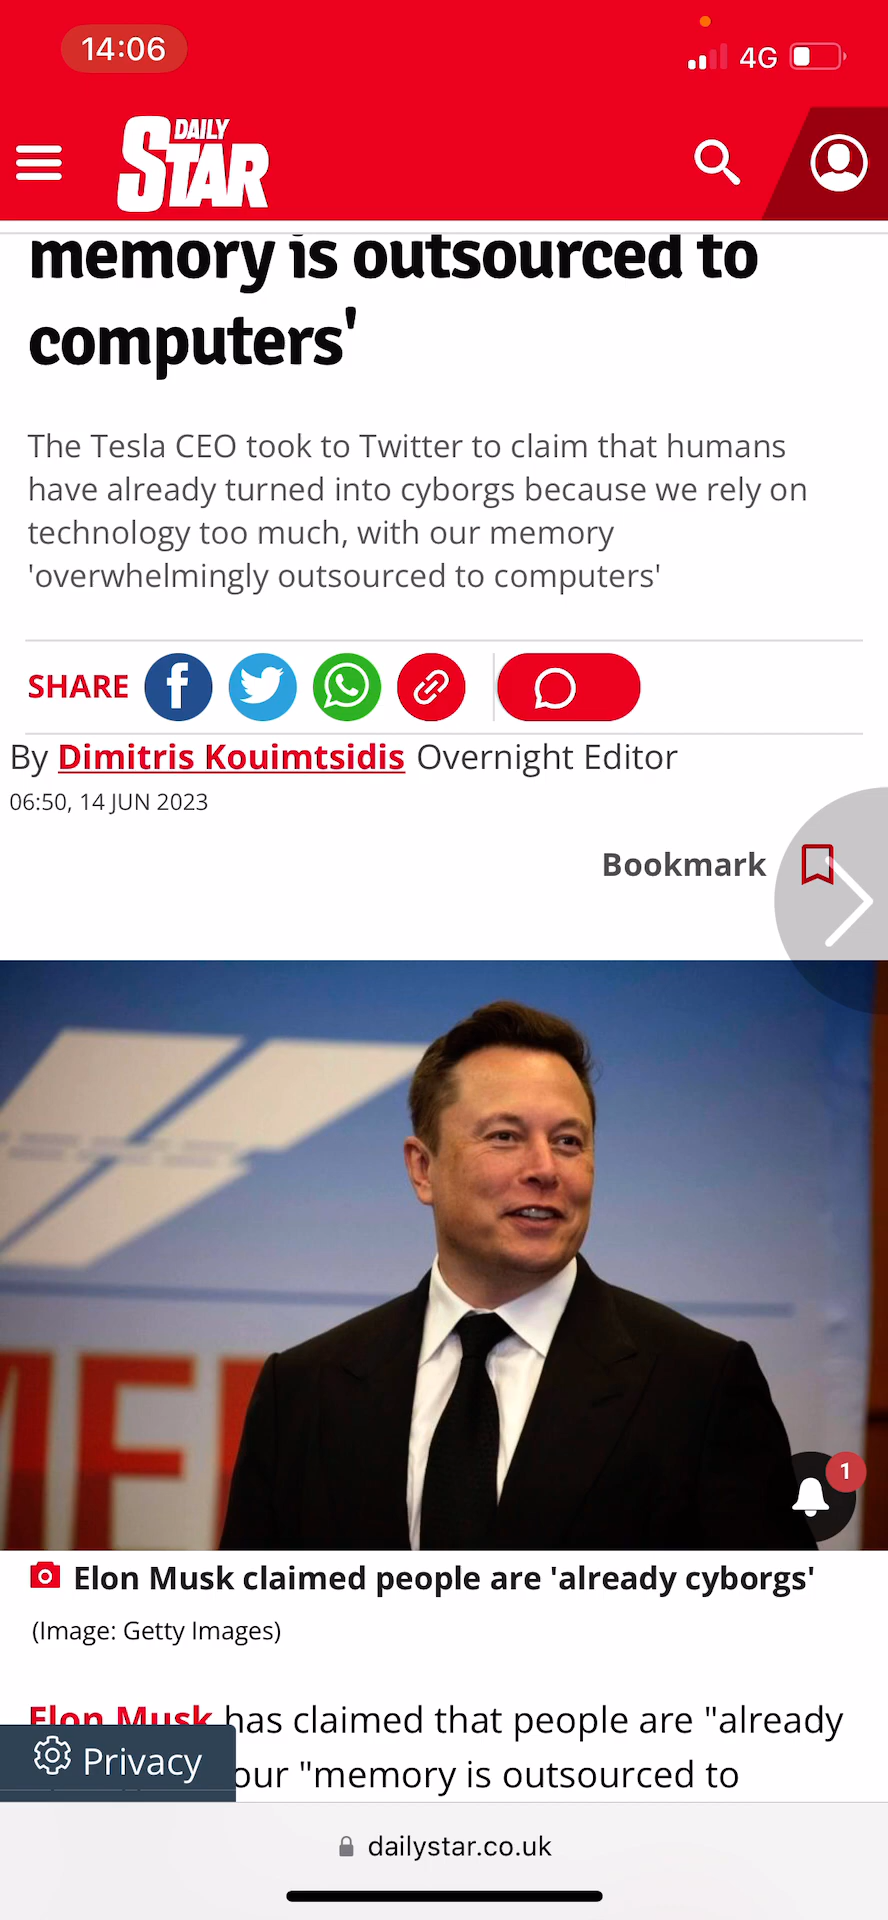 14:06
4G
DAILY
STAR
memory is outsourced to
computers'
The Tesla CEO took to Twitter to claim that humans
have already turned into cyborgs because we rely on
technology too much, with our memory
'overwhelmingly outsourced to computers'
SHARE
By Dimitris Kouimtsidis Overnight Editor
06:50, 14 JUN 2023
Bookmark
1
Elon Musk claimed people are 'already cyborgs'
(Image: Getty Images)
Elon Musk has claimed that people are "already
Privacy
our "memory is outsourced to
dailystar.co.uk